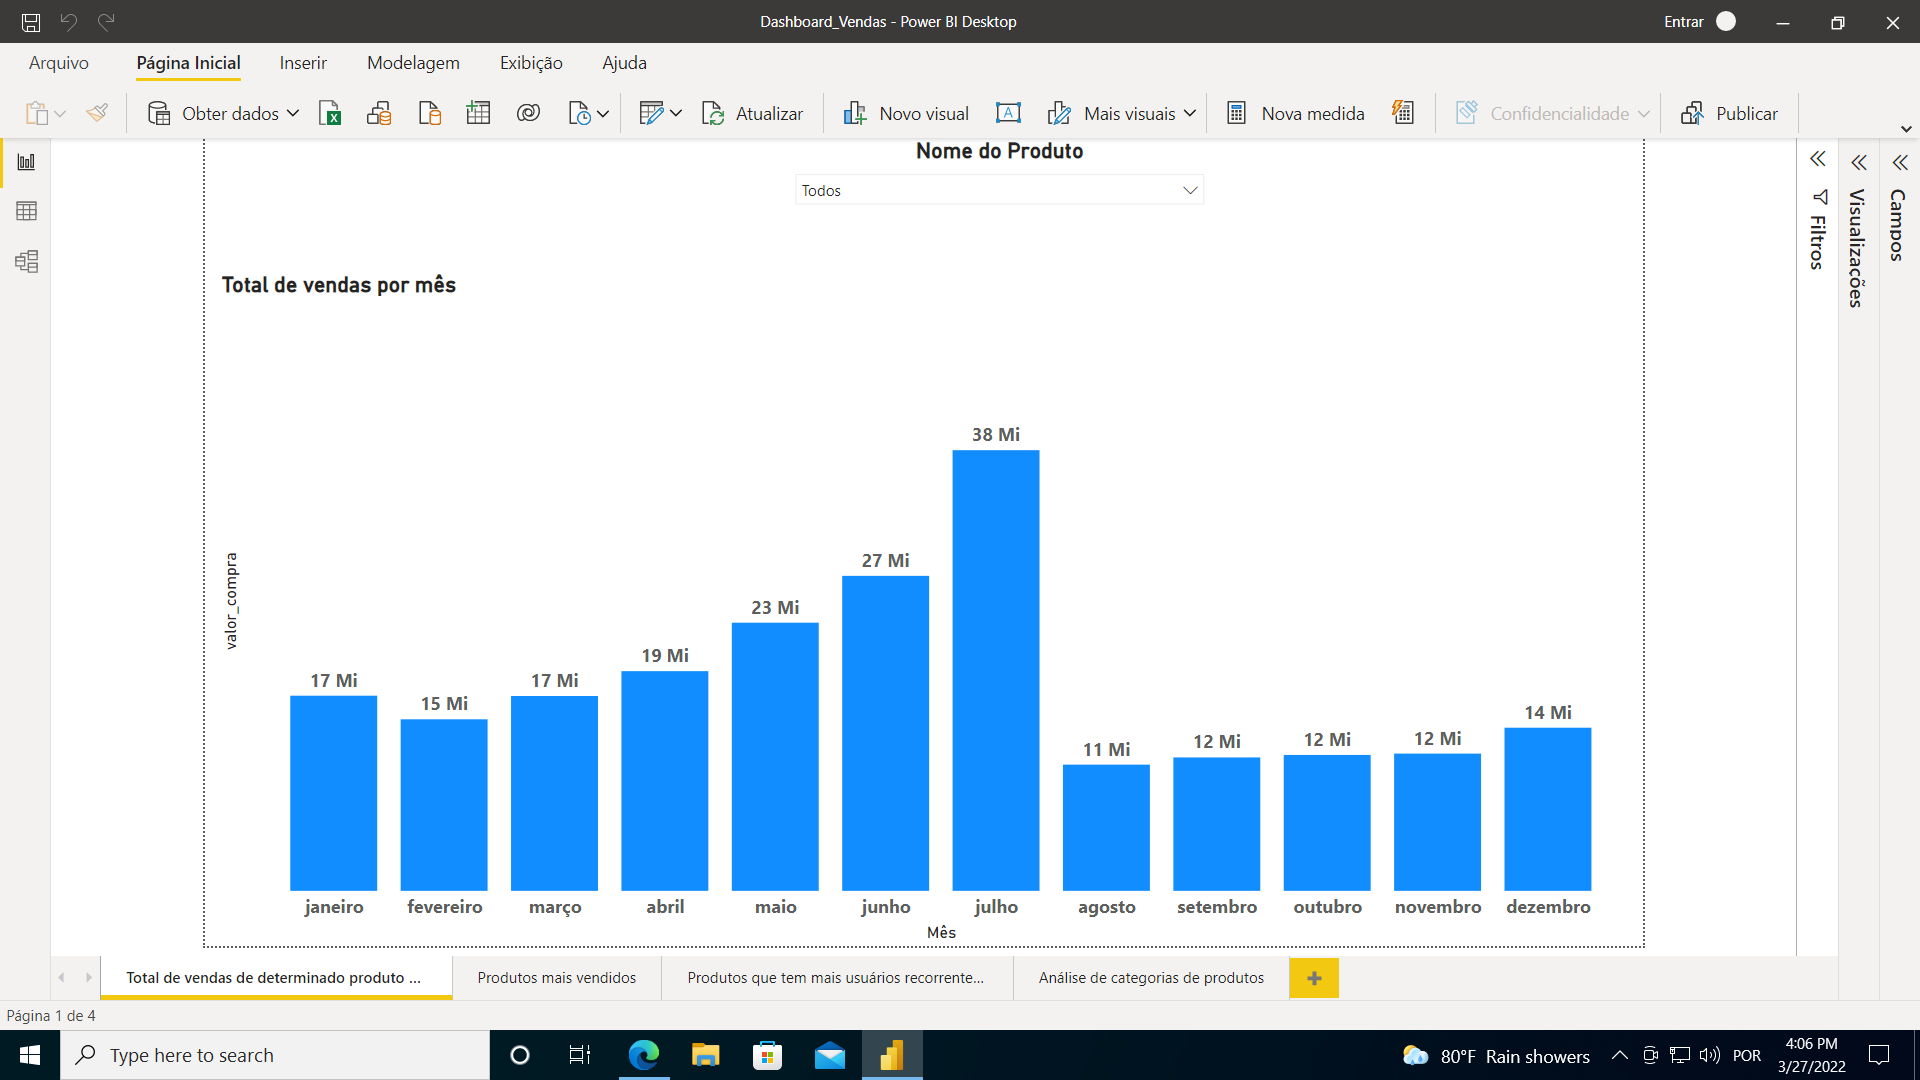 Dashboard_Vendas - Power BI Desktop
Entrar
Arquivo
Página Inicial
Inserir
Modelagem
Exibição
Ajuda
Obter dados
Atualizar
Novo visual
Mais visuais
Nova medida
Confidencialidade
Publicar
Nome do Produto
Todos
Filtros
Visualizações
Campos
Total de vendas por mês
valor_compra
17 Mi
15 Mi
17 Mi
19 Mi
23 Mi
27 Mi
38 Mi
11 Mi
12 Mi
12 Mi
12 Mi
14 Mi
janeiro
fevereiro
março
abril
maio
junho
julho
agosto
setembro
outubro
novembro
dezembro
Mês
Total de vendas de determinado produto ...
Produtos mais vendidos
Produtos que tem mais usuários recorrente...
Análise de categorias de produtos
Página 1 de 4
Type here to search
80°F Rain showers
POR
4:06 PM
3/27/2022